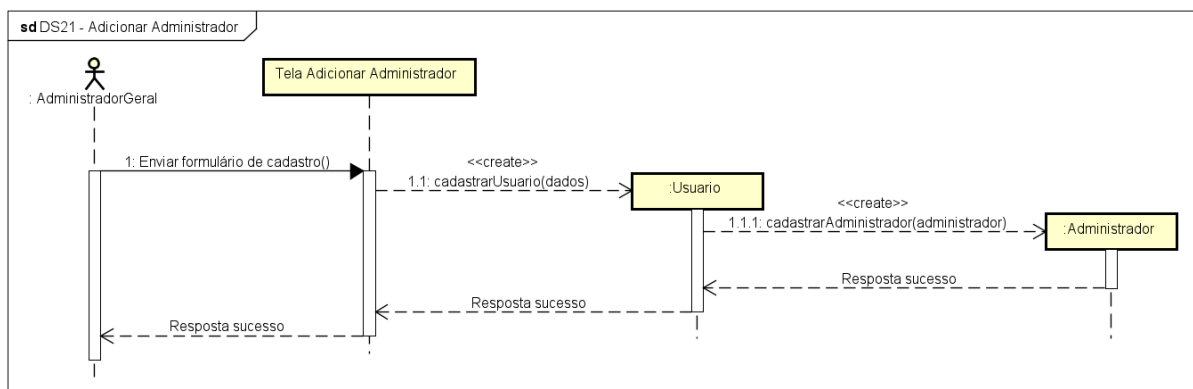 sd DS21 - Adicionar Administrador
: AdministradorGeral
Tela Adicionar Administrador
1: Enviar formulário de cadastro()
<<create>>
1.1: cadastrarUsuario(dados)
:Usuario
<<create>>
1.1.1: cadastrarAdministrador(administrador)
:Administrador
Resposta sucesso
Resposta sucesso
Resposta sucesso